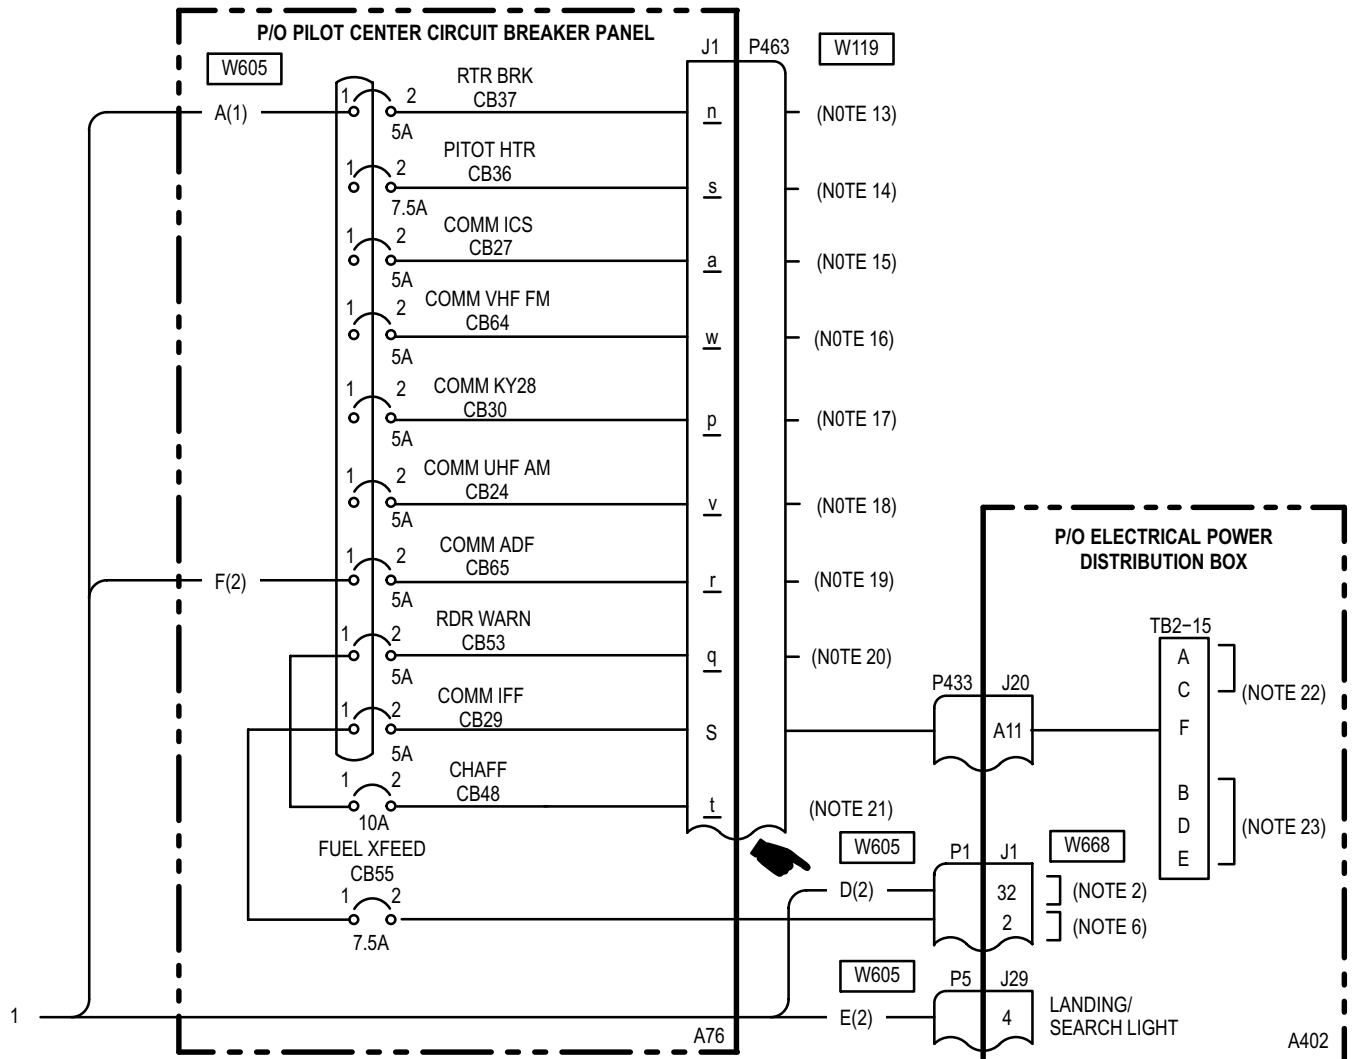 P/O PILOT CENTER CIRCUIT BREAKER PANEL
J1 P463 W119
W605
RTR BRK
CB37
1 2
A(1)
5A
n
(N0TE 13)
PITOT HTR
CB36
1 2
7.5A
s
(N0TE 14)
COMM ICS
CB27
1 2
5A
a
(N0TE 15)
COMM VHF FM
CB64
1 2
5A
w
(N0TE 16)
COMM KY28
CB30
1 2
5A
p
(N0TE 17)
COMM UHF AM
CB24
1 2
5A
v
(N0TE 18)
COMM ADF
CB65
1 2
F(2)
5A
r
(N0TE 19)
RDR WARN
CB53
1 2
5A
q
(N0TE 20)
COMM IFF
CB29
1 2
5A
S
CHAFF
CB48
1 2
10A
t
(NOTE 21)
FUEL XFEED
CB55
1 2
7.5A
1
A76
P/O ELECTRICAL POWER
DISTRIBUTION BOX
TB2−15
A
C
(NOTE 22)
F
B
D
(NOTE 23)
E
P433 J20
A11
W605
P1 J1 W668
D(2)
32 (NOTE 2)
2 (NOTE 6)
W605
P5 J29
E(2)
4
LANDING/
SEARCH LIGHT
A402